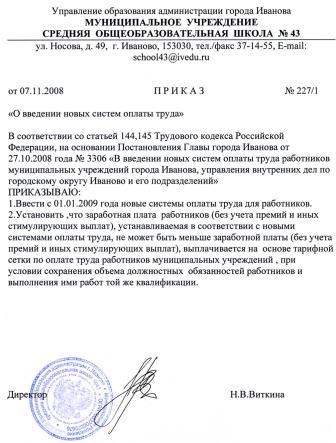 Управление образования администрации города Иванова
МУНИЦИПАЛЬНОЕ УЧРЕЖДЕНИЕ
СРЕДНЯЯ ОБЩЕОБРАЗОВАТЕЛЬНАЯ ШКОЛА № 43
ул. Носова, д. 49, г. Иваново, 153030, тел./факс 37-14-55, E-mail:
school43@ivedu.ru
от 07.11.2008 П Р И К А З № 227/1
«О введении новых систем оплаты труда»
В соответствии со статьей 144,145 Трудового кодекса Российской
Федерации, на основании Постановления Главы города Иванова от
27.10.2008 года № 3306 «В введении новых систем оплаты труда работников
муниципальных учреждений города Иванова, управления внутренних дел по
городскому округу Иваново и его подразделений»
ПРИКАЗЫВАЮ:
1.Ввести с 01.01.2009 года новые системы оплаты труда для работников.
2.Установить ,что заработная плата работников (без учета премий и иных
стимулирующих выплат), устанавливаемая в соответствии с новыми
системами оплаты труда, не может быть меньше заработной платы (без учета
премий и иных стимулирующих выплат), выплачивается на основе тарифной
сетки по оплате труда работников муниципальных учреждений , при
условии сохранение объема должностных обязанностей работников и
выполнения ими работ той же квалификации.
Директор Н.В.Виткина